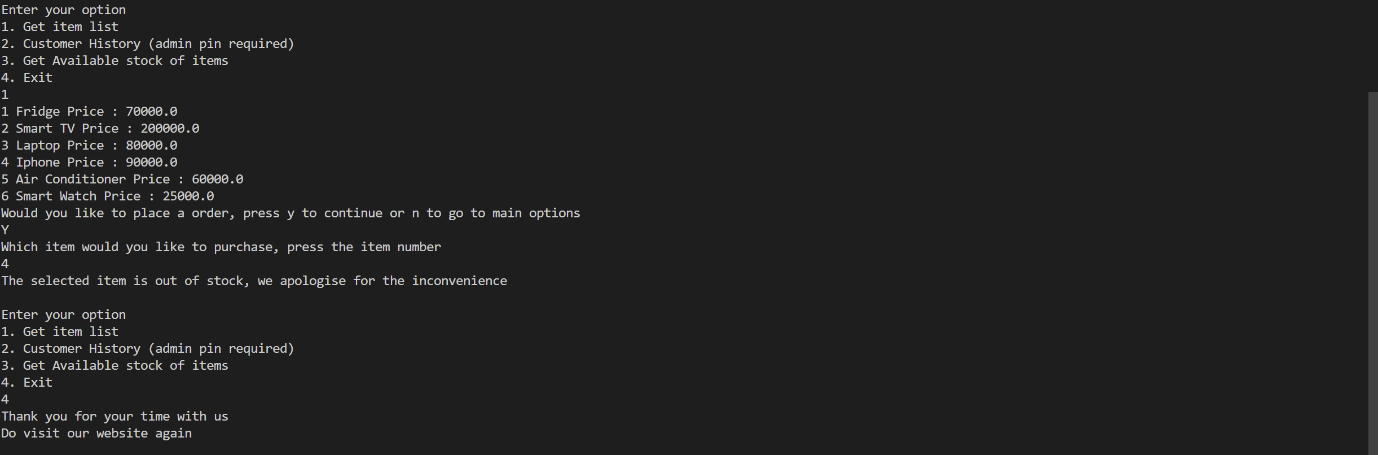 Enter your option
1. Get item list
2. Customer History (admin pin required)
3. Get Available stock of items
4. Exit
1
1 Fridge Price : 70000.0
2 Smart TV Price : 200000.0
3 Laptop Price : 80000.0
4 Iphone Price : 90000.0
5 Air Conditioner Price : 60000.0
6 Smart Watch Price : 25000.0
Would you like to place a order, press y to continue or n to go to main options
Y
Which item would you like to purchase, press the item number
4
The selected item is out of stock, we apologise for the inconvenience
Enter your option
1. Get item list
2. Customer History (admin pin required)
3. Get Available stock of items
4. Exit
4
Thank you for your time with us
Do visit our website again